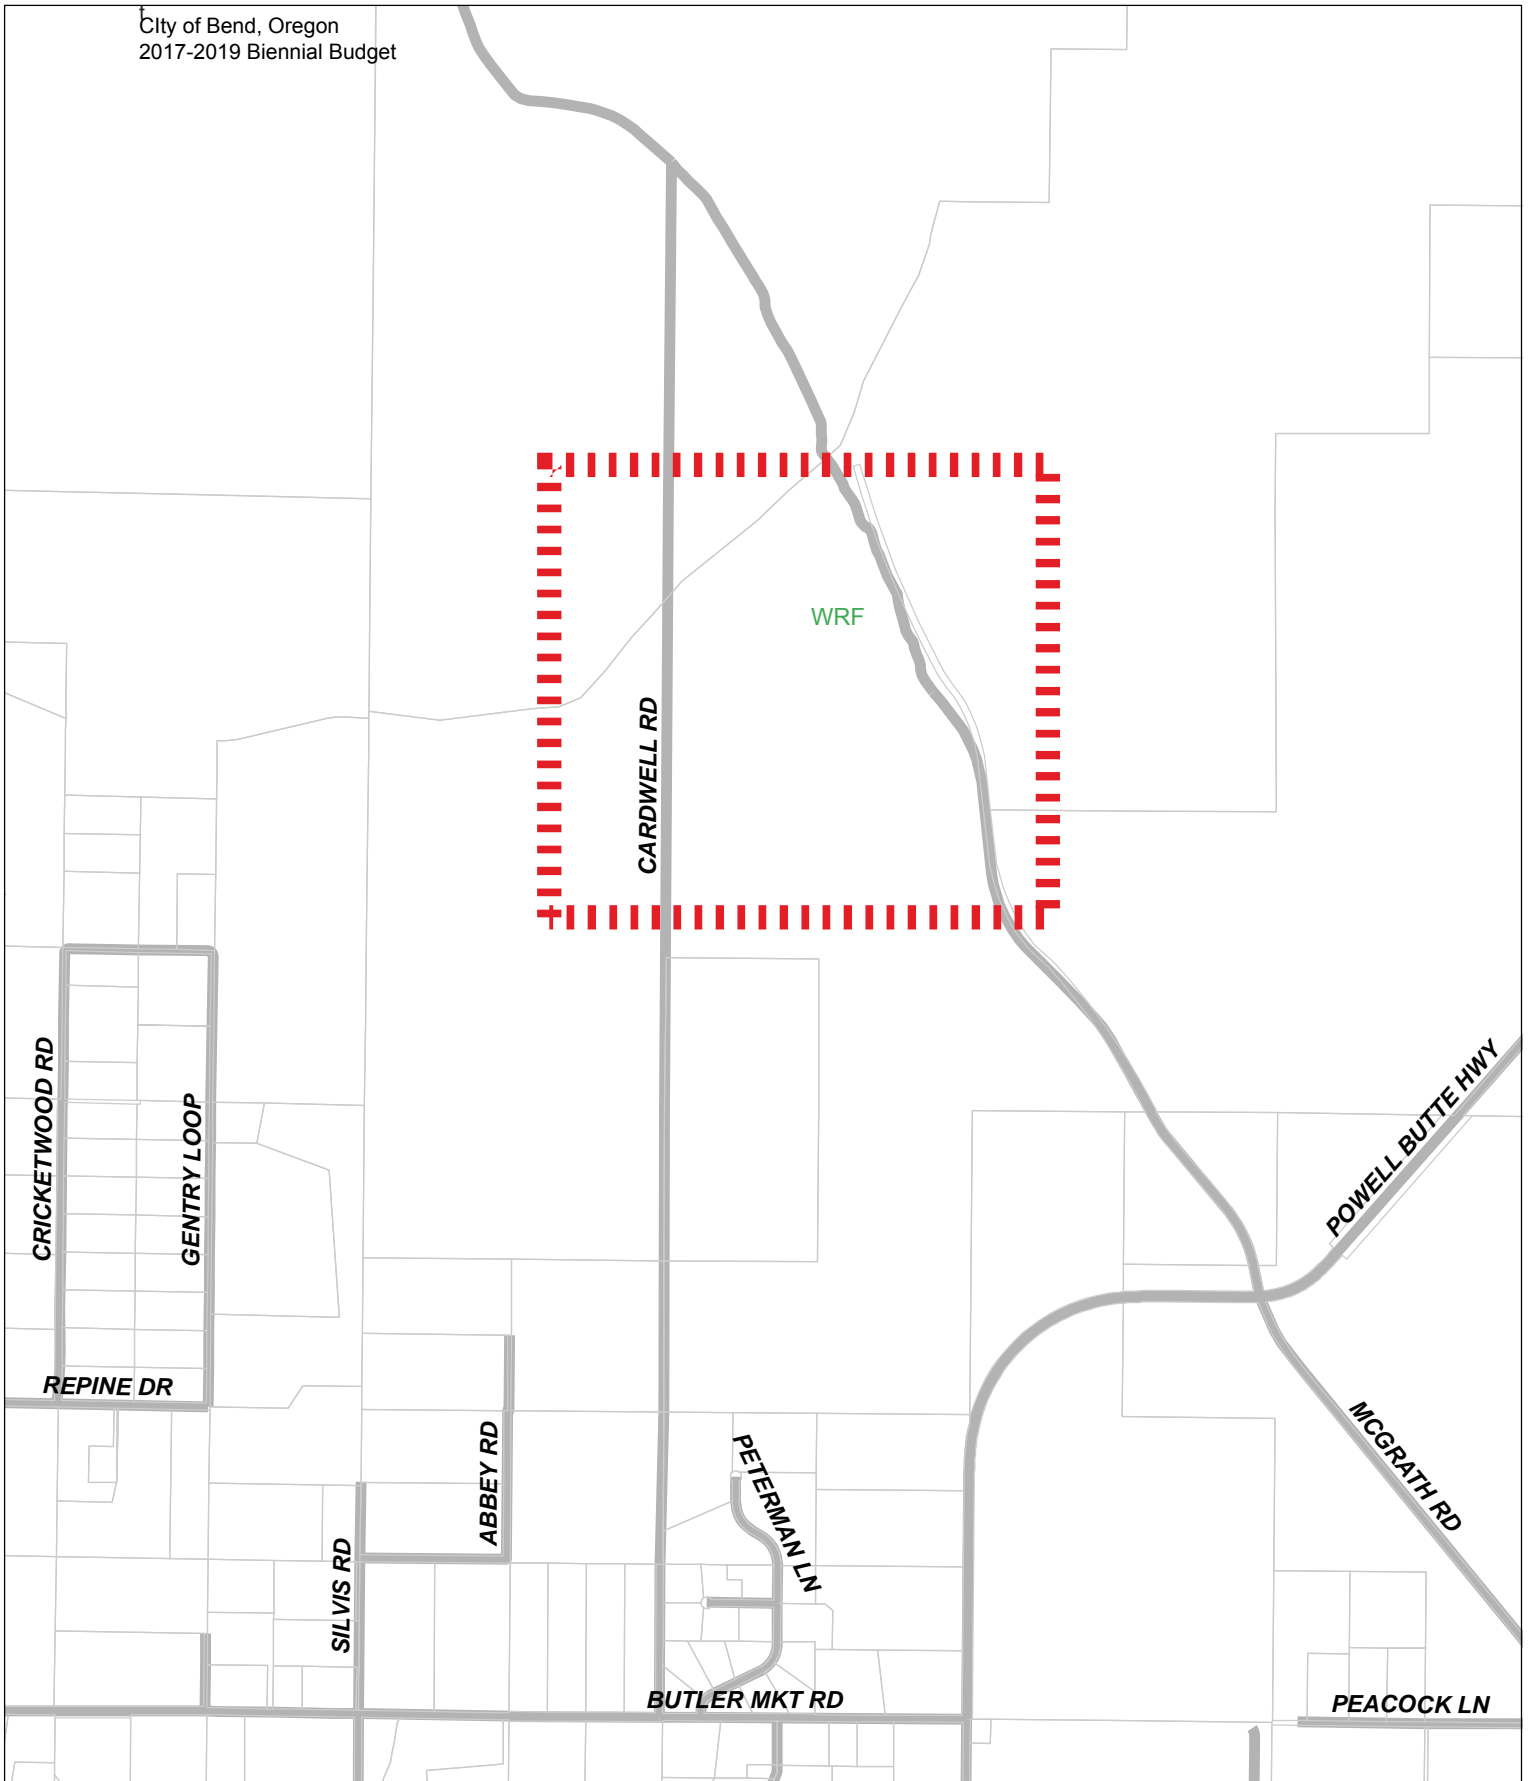 t
CIty of Bend, Oregon
2017-2019 Biennial Budget
WRF
CARDWELL RD
CRICKETWOOD RD
GENTRY LOOP
POWELL BUTTE HWY
REPINE DR
ABBEY RD
PETERMAN LN
MCGRATH RD
SILVIS RD
BUTLER MKT RD
PEACOCK LN